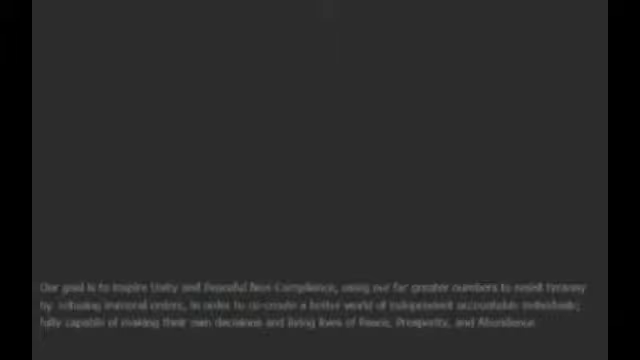 Our goal is to inspire Unity and Peaceful Non-Compliance, using our far greater numbers to resist tyranny
by refusing immoral orders, in order to co-create a better world of independent accountable individuals;
fully capable of making their own decisions and living lives of Peace, Prosperity, and Abundance.